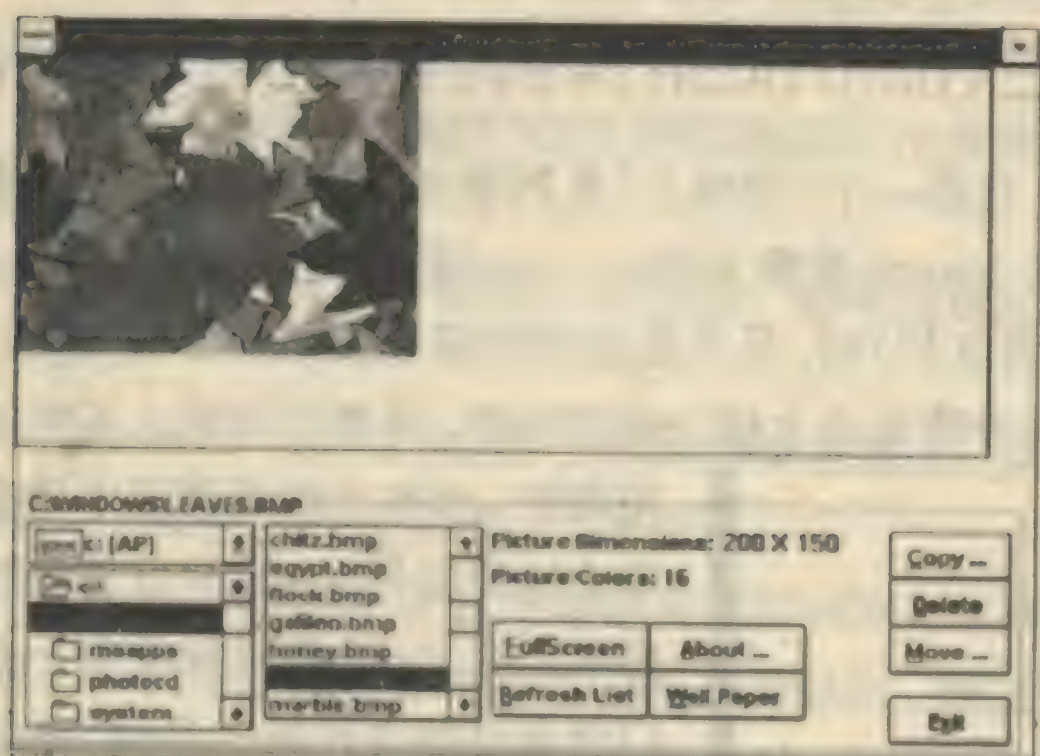 C:\WINDOWS\LEAVES.BMP
c: [AP]
c:\
msapps
photocd
system
chitz.bmp
egypt.bmp
flock.bmp
honey.bmp
marble.bmp
Picture Dimensions: 200 X 150
Picture Colors: 16
FullScreen
About ...
Refresh List
Wall Paper
Copy ...
Delete
Move ...
Exit